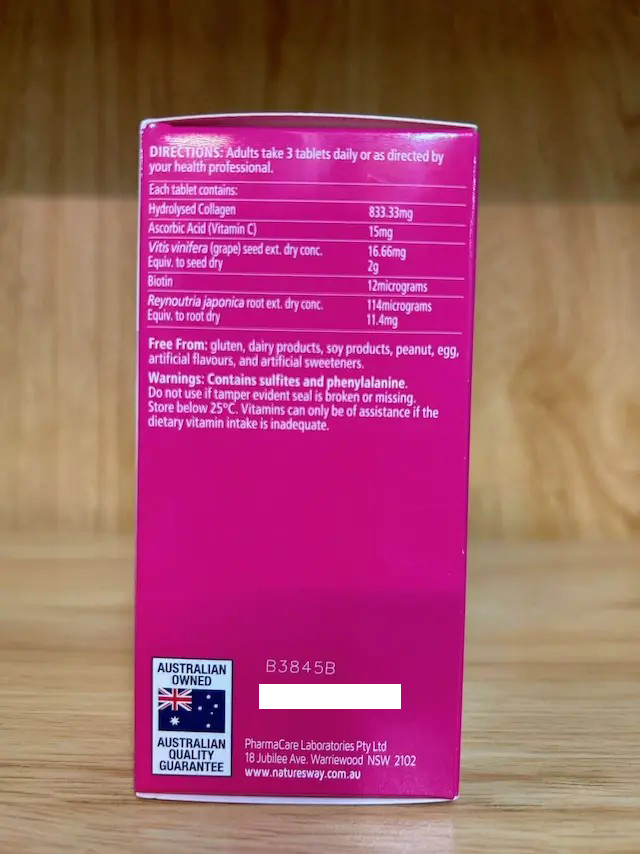 DIRECTIONS: Adults take 3 tablets daily or as directed by
your health professional.
Each tablet contains:
Hydrolysed Collagen 833.33mg
Ascorbic Acid (Vitamin C) 15mg
Vitis vinifera (grape) seed ext. dry conc. 16.66mg
Equiv. to seed dry 2g
Biotin 12micrograms
Reynoutria japonica root ext. dry conc. 114micrograms
Equiv. to root dry 11.4mg
Free From: gluten, dairy products, soy products, peanut, egg,
artificial flavours, and artificial sweeteners.
Warnings: Contains sulfites and phenylalanine.
Do not use if tamper evident seal is broken or missing.
Store below 25°C. Vitamins can only be of assistance if the
dietary vitamin intake is inadequate.
AUSTRALIAN
OWNED
AUSTRALIAN
QUALITY
GUARANTEE
B3845B
PharmaCare Laboratories Pty Ltd
18 Jubilee Ave. Warriewood NSW 2102
www.naturesway.com.au